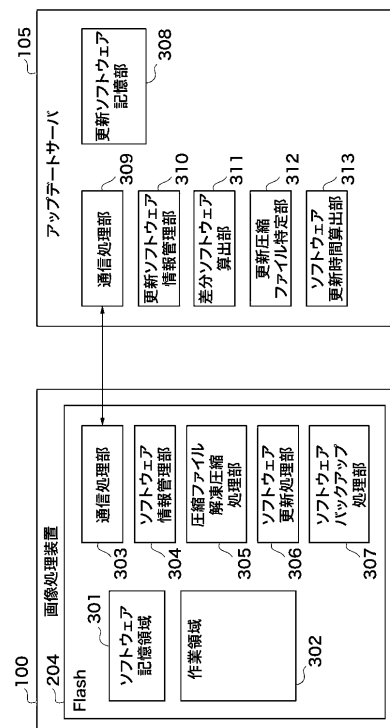 100
204
画像処理装置
Flash
301
ソフトウェア
記憶領域
作業領域
302
303
通信処理部
304
ソフトウェア
情報管理部
305
圧縮ファイル
解凍圧縮
処理部
306
ソフトウェア
更新処理部
307
ソフトウェア
バックアップ
処理部
105
アップデートサーバ
通信処理部
309
更新ソフトウェア
情報管理部
310
差分ソフトウェア
算出部
311
更新圧縮
ファイル特定部
312
ソフトウェア
更新時間算出部
313
更新ソフトウェア
記憶部
308